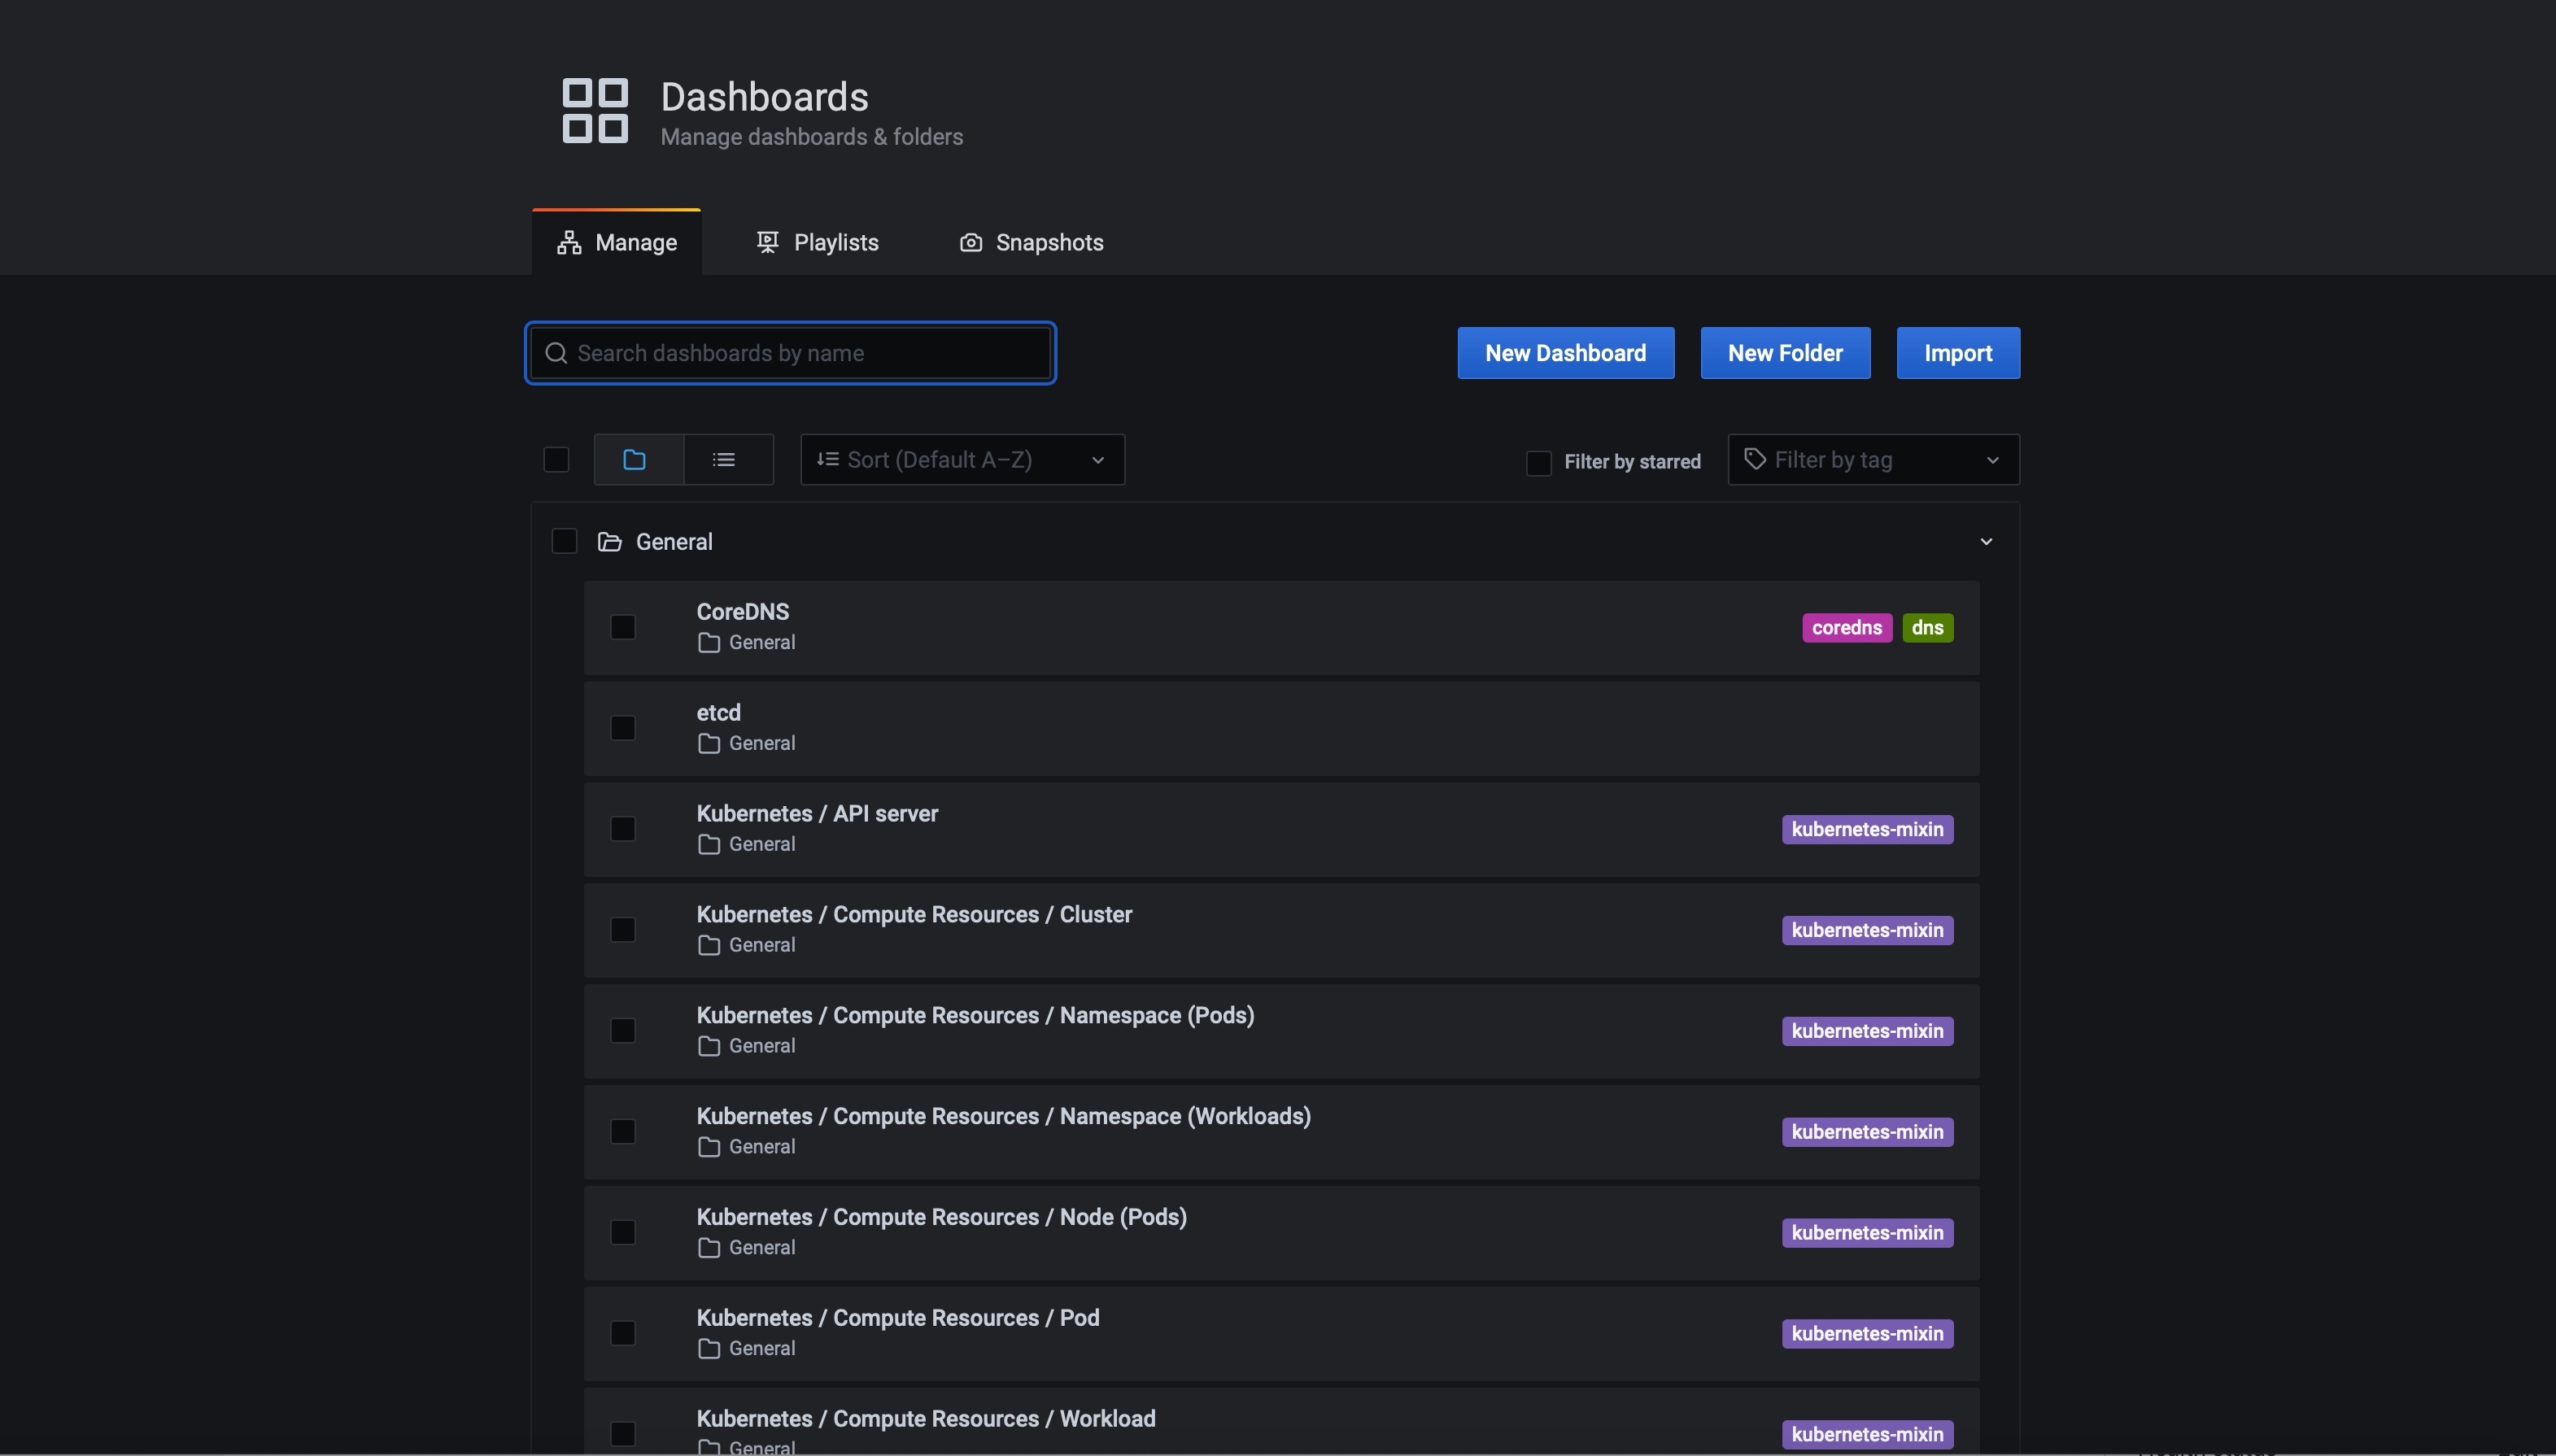 Dashboards
Manage dashboards & folders
Manage
Playlists
Snapshots
Search dashboards by name
New Dashboard
New Folder
Import
Sort (Default A–Z)
Filter by starred
Filter by tag
General
CoreDNS
General
coredns
dns
etcd
General
Kubernetes / API server
General
kubernetes-mixin
Kubernetes / Compute Resources / Cluster
General
kubernetes-mixin
Kubernetes / Compute Resources / Namespace (Pods)
General
kubernetes-mixin
Kubernetes / Compute Resources / Namespace (Workloads)
General
kubernetes-mixin
Kubernetes / Compute Resources / Node (Pods)
General
kubernetes-mixin
Kubernetes / Compute Resources / Pod
General
kubernetes-mixin
Kubernetes / Compute Resources / Workload
General
kubernetes-mixin